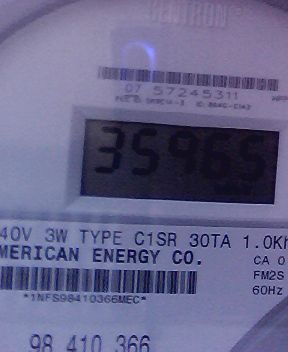 CENTRON
07 57245311
35965
40V 3W TYPE C1SR 30TA 1.0Kh
MERICAN ENERGY CO.
CA 0
FM2S
60Hz
*1NFS98410366MEC*
98 410 366